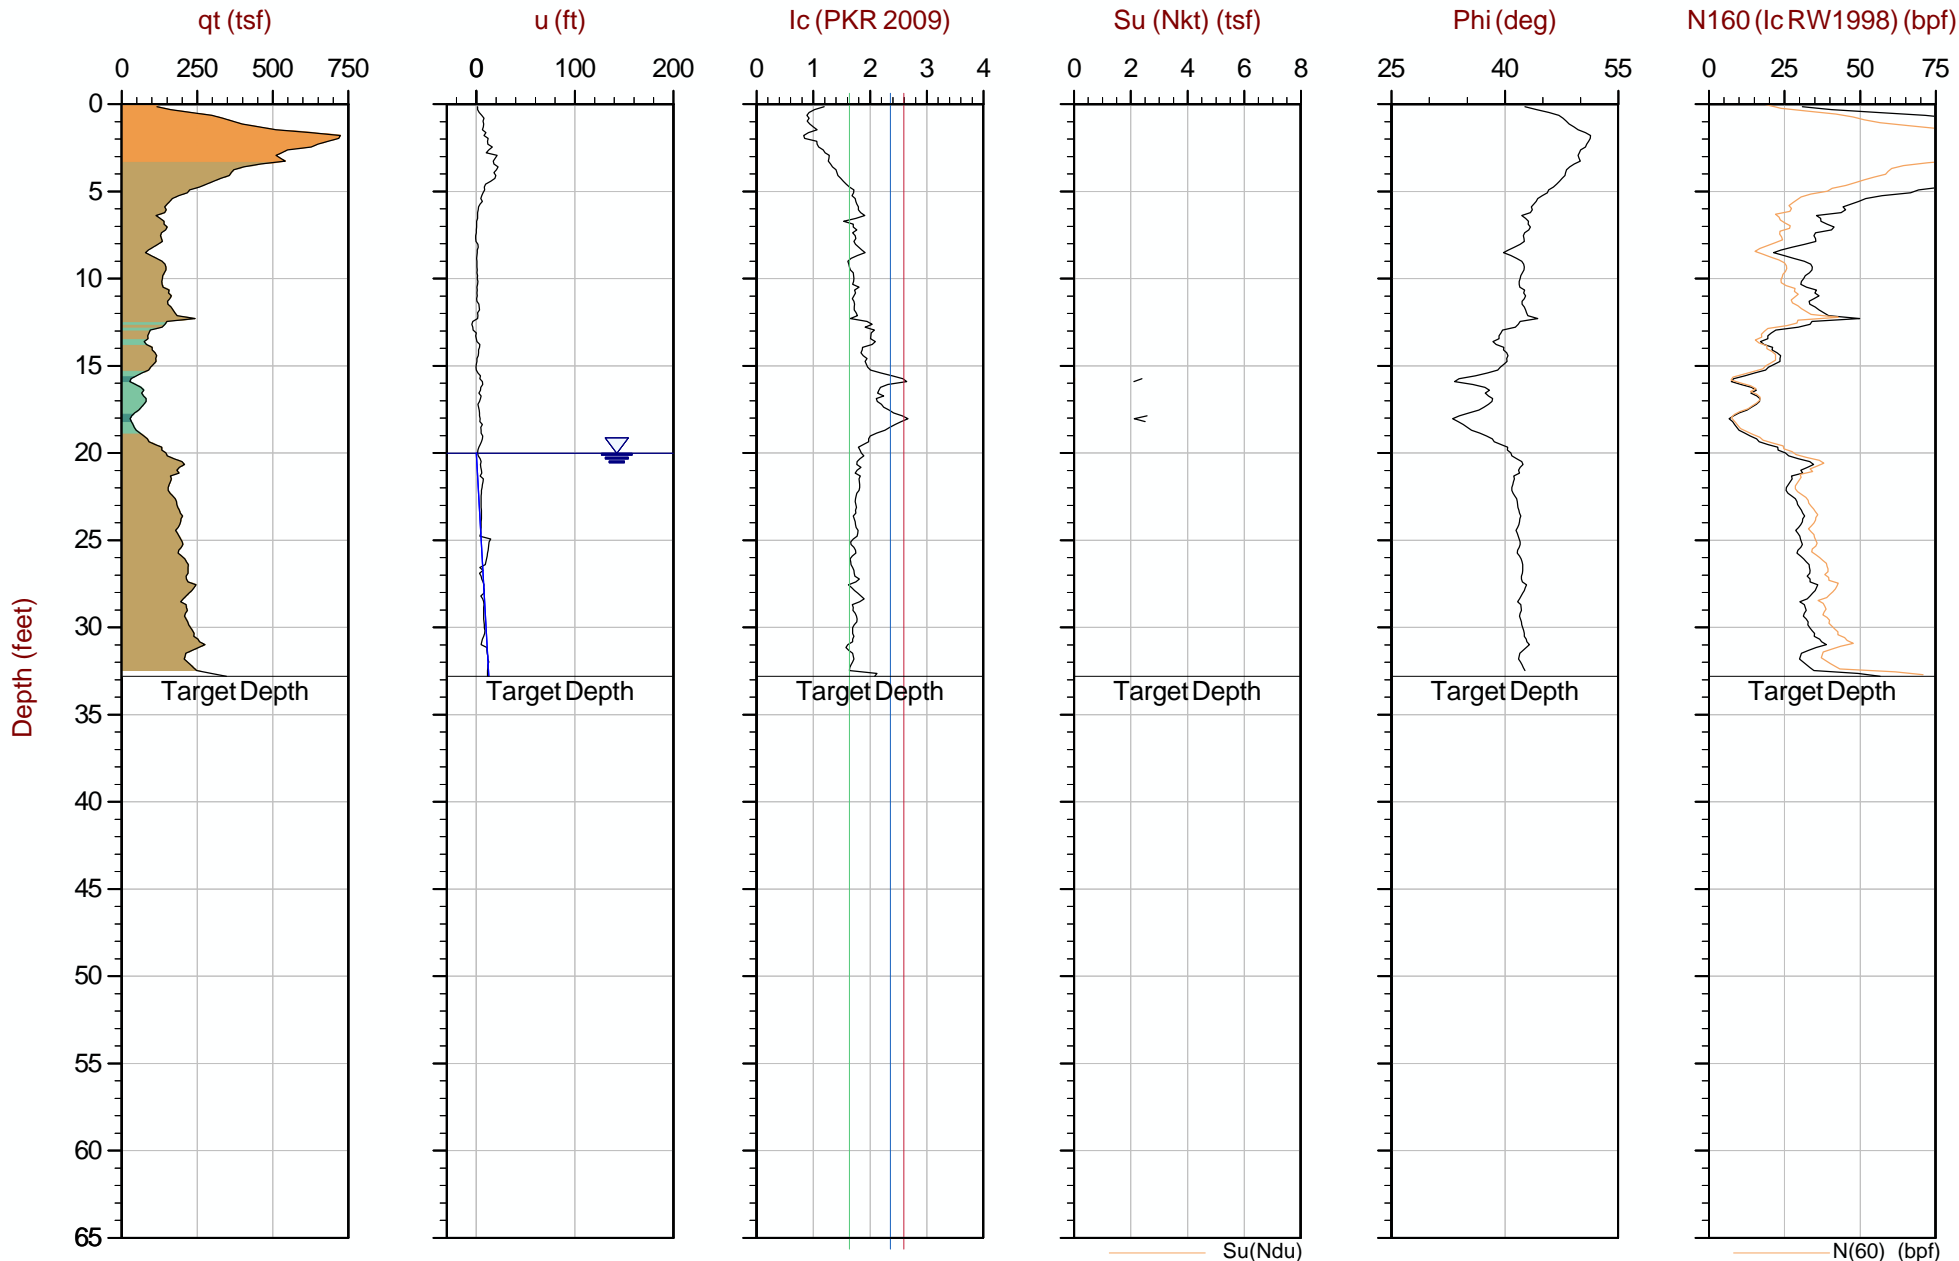 qt (tsf) u (ft) Ic (PKR 2009) Su (Nkt) (tsf) Phi (deg) N160 (Ic RW1998) (bpf)
0 250 500 750 0 100 200 0 1 2 3 4 0 2 4 6 8 25 40 55 0 25 50 75
0
5
10
15
20
25
30
Target Depth Target Depth Target Depth Target Depth Target Depth Target Depth
35
40
45
50
55
60
65
Depth (feet)
Su(Ndu) N(60) (bpf)